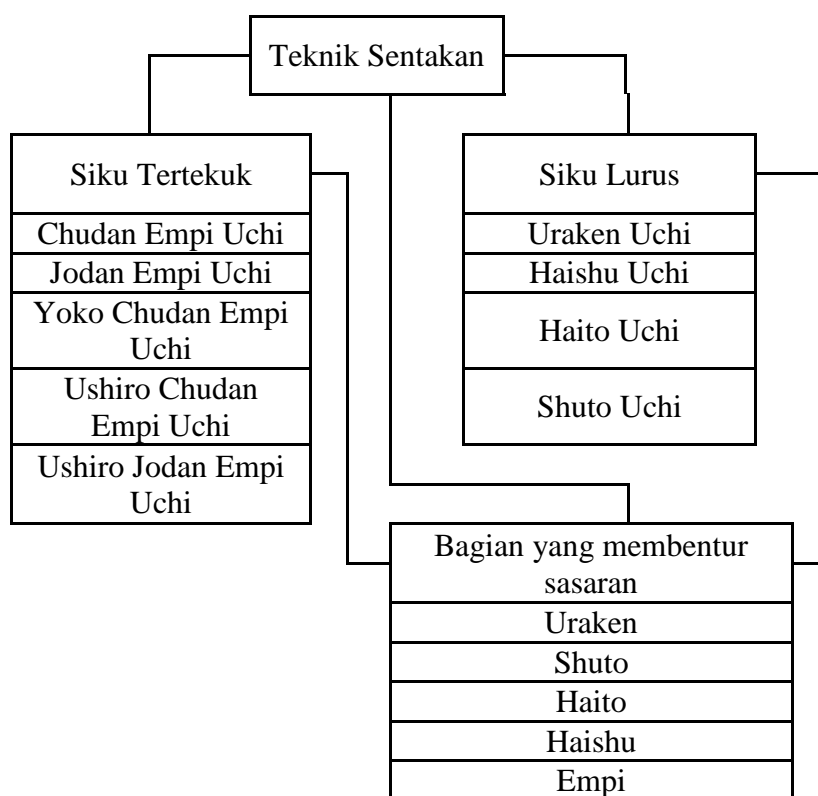 Teknik Sentakan
Siku Tertekuk
Chudan Empi Uchi
Jodan Empi Uchi
Yoko Chudan Empi
Uchi
Ushiro Chudan
Empi Uchi
Ushiro Jodan Empi
Uchi
Siku Lurus
Uraken Uchi
Haishu Uchi
Haito Uchi
Shuto Uchi
Bagian yang membentur
sasaran
Uraken
Shuto
Haito
Haishu
Empi